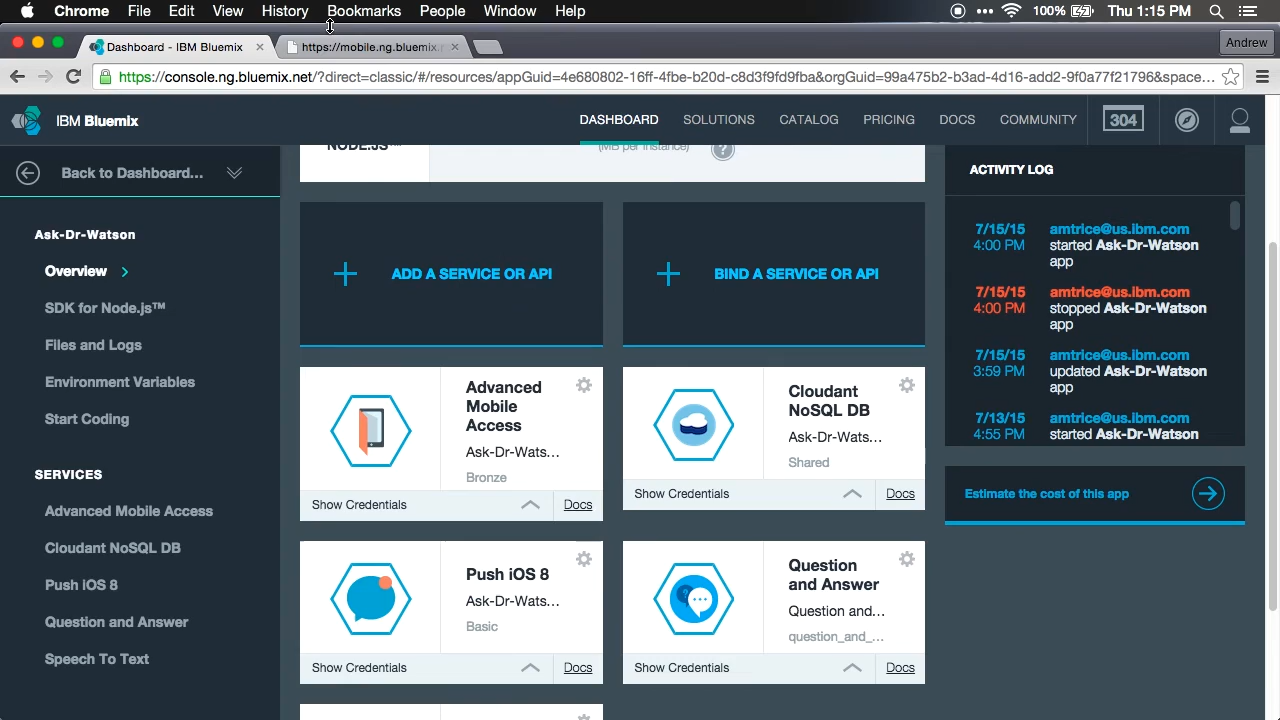 Chrome File Edit View History Bookmarks People Window Help 100% Thu 1:15 PM
Dashboard - IBM Bluemix https://mobile.ng.bluemix. Andrew
https://console.ng.bluemix.net/?direct=classic/#/resources/appGuid=4e680802-16ff-4fbe-b20d-c8d3f9fd9fba&orgGuid=99a475b2-b3ad-4d16-add2-9f0a77f21796&space...
IBM Bluemix DASHBOARD SOLUTIONS CATALOG PRICING DOCS COMMUNITY 304
Back to Dashboard...
Ask-Dr-Watson
Overview
SDK for Node.js™
Files and Logs
Environment Variables
Start Coding
SERVICES
Advanced Mobile Access
Cloudant NoSQL DB
Push iOS 8
Question and Answer
Speech To Text
NODE.JS™ (MB per instance) ?
ADD A SERVICE OR API
BIND A SERVICE OR API
Advanced
Mobile
Access
Ask-Dr-Wats...
Bronze
Show Credentials Docs
Cloudant
NoSQL DB
Ask-Dr-Wats...
Shared
Show Credentials Docs
Push iOS 8
Ask-Dr-Wats...
Basic
Show Credentials Docs
Question
and Answer
Question and...
question_and_...
Show Credentials Docs
ACTIVITY LOG
7/15/15 amtrice@us.ibm.com
4:00 PM started Ask-Dr-Watson
app
7/15/15 amtrice@us.ibm.com
4:00 PM stopped Ask-Dr-Watson
app
7/15/15 amtrice@us.ibm.com
3:59 PM updated Ask-Dr-Watson
app
7/13/15 amtrice@us.ibm.com
4:55 PM started Ask-Dr-Watson
Estimate the cost of this app